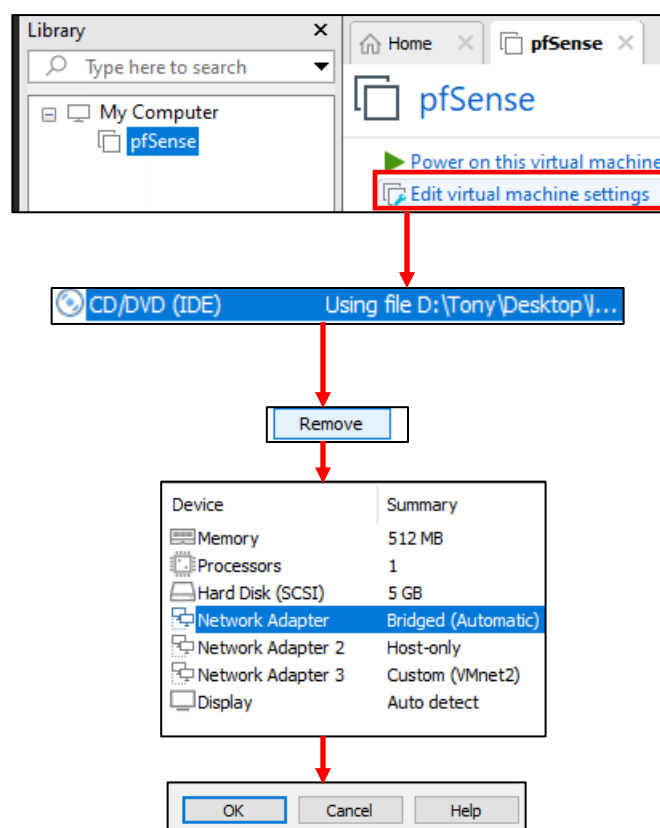 Library ×
Type here to search
My Computer
pfSense
Home × pfSense ×
pfSense
Power on this virtual machine
Edit virtual machine settings
CD/DVD (IDE) Using file D:\Tony\Desktop\...
Remove
Device Summary
Memory 512 MB
Processors 1
Hard Disk (SCSI) 5 GB
Network Adapter Bridged (Automatic)
Network Adapter 2 Host-only
Network Adapter 3 Custom (VMnet2)
Display Auto detect
OK Cancel Help